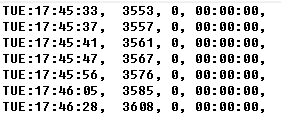 TUE:17:45:33,  3553, 0, 00:00:00,
TUE:17:45:37,  3557, 0, 00:00:00,
TUE:17:45:41,  3561, 0, 00:00:00,
TUE:17:45:47,  3567, 0, 00:00:00,
TUE:17:45:56,  3576, 0, 00:00:00,
TUE:17:46:05,  3585, 0, 00:00:00,
TUE:17:46:28,  3608, 0, 00:00:00,